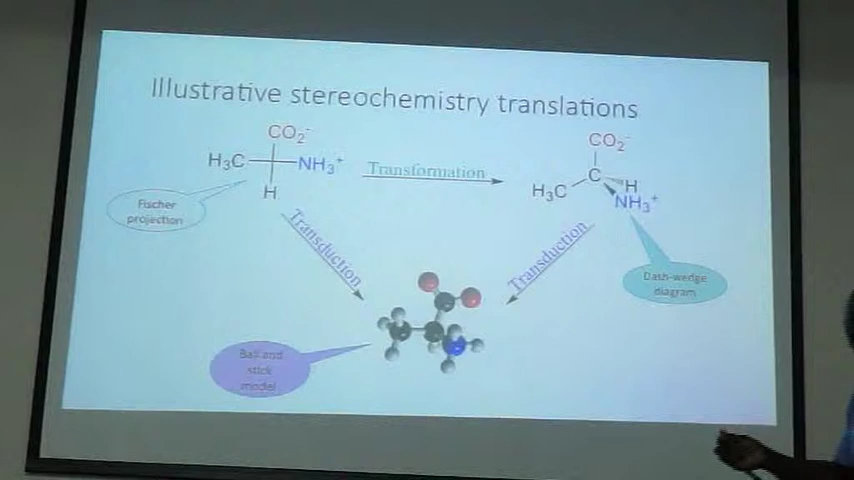 Illustrative stereochemistry translations
CO₂⁻
H₃C
NH₃⁺
H
Transformation
CO₂⁻
C
H₃C
H
NH₃⁺
Fischer
projection
Transduction
Transduction
Dash-wedge
diagram
Ball and
stick
model